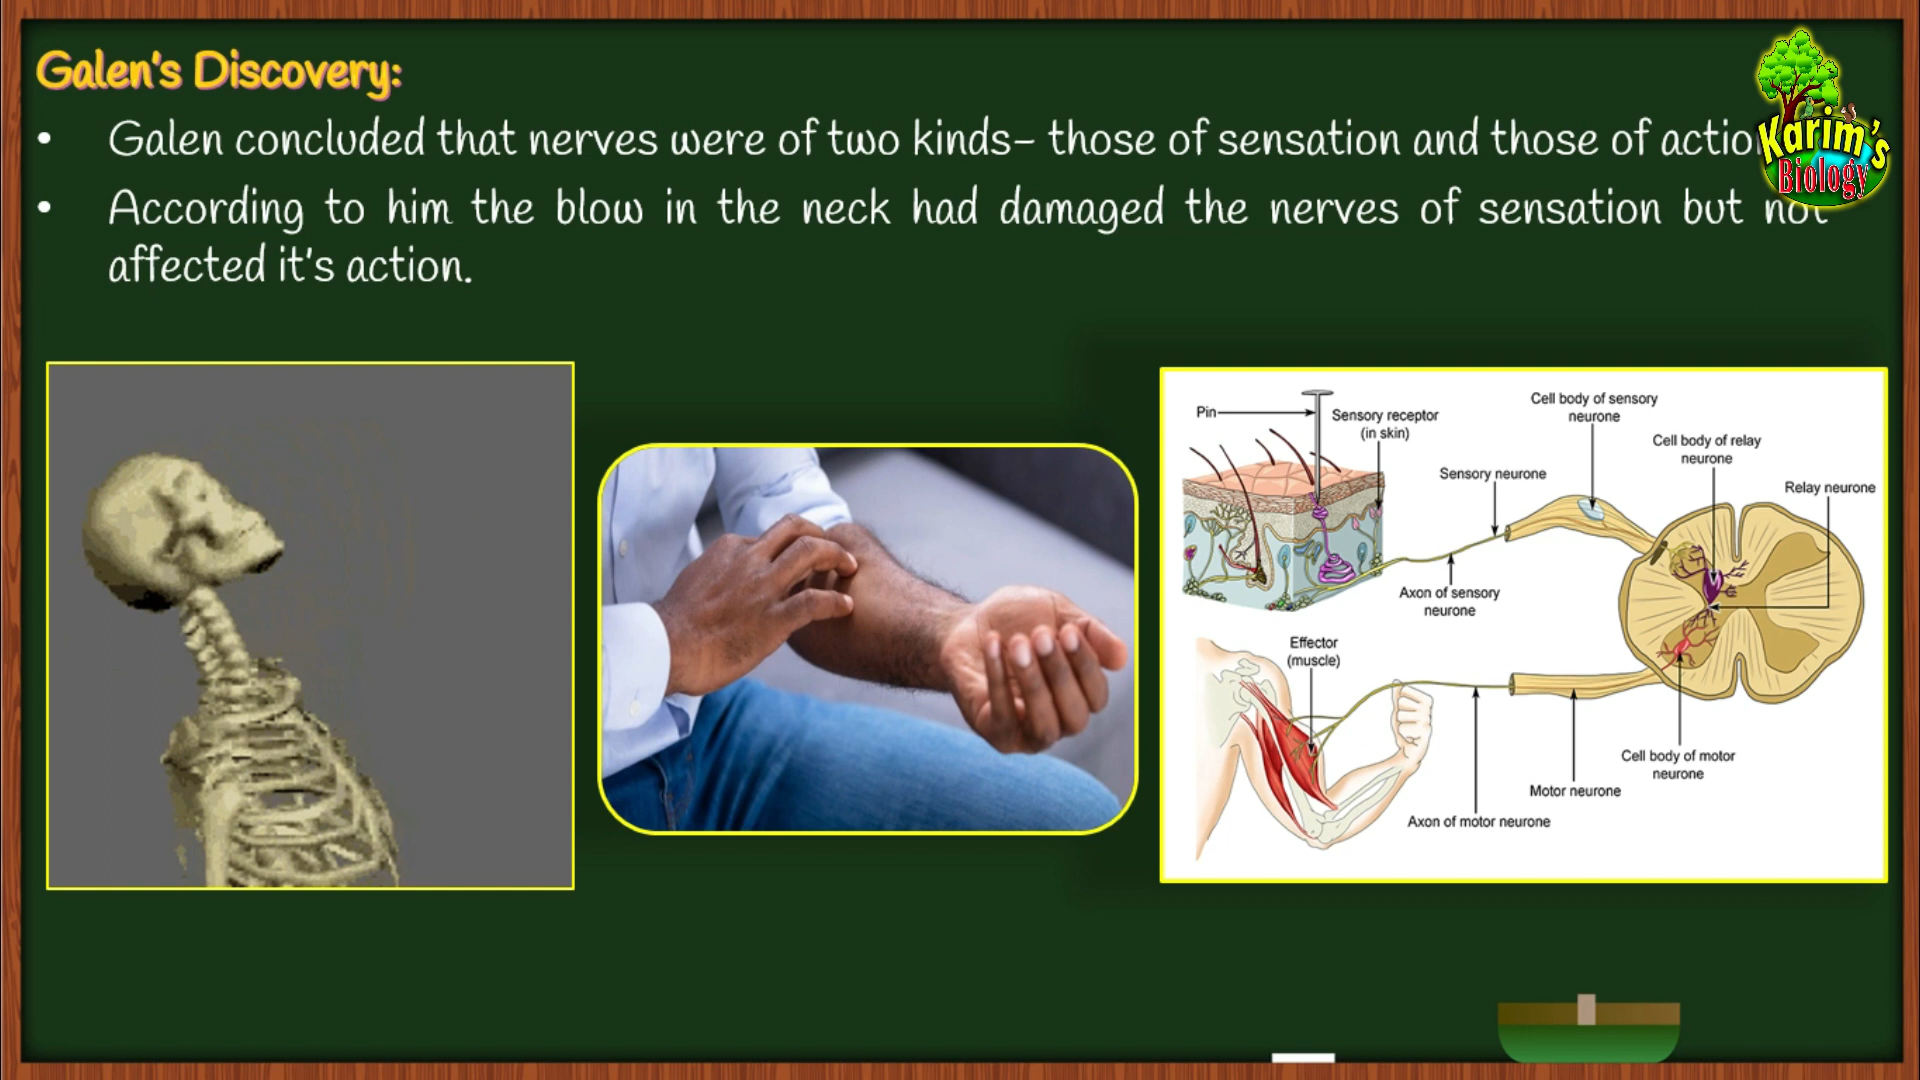 Galen's Discovery:
• Galen concluded that nerves were of two kinds– those of sensation and those of actio
• According to him the blow in the neck had damaged the nerves of sensation but not
affected it's action.
Karim's
Biology
Pin
Sensory receptor
(in skin)
Cell body of sensory
neurone
Cell body of relay
neurone
Sensory neurone
Relay neurone
Axon of sensory
neurone
Effector
(muscle)
Cell body of motor
neurone
Motor neurone
Axon of motor neurone